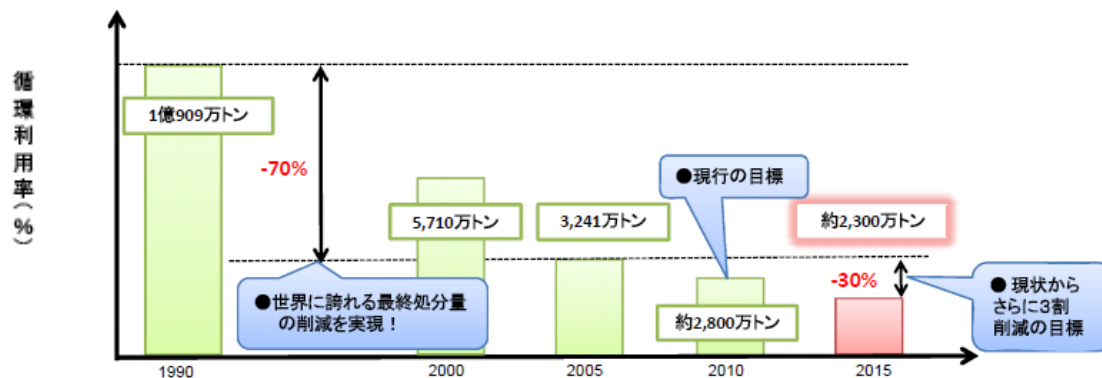 循環利用率(%)
1億909万トン
-70%
●現行の目標
5,710万トン
3,241万トン
約2,300万トン
-30%
●世界に誇れる最終処分量
の削減を実現！
約2,800万トン
● 現状から
さらに3割
削減の目標
1990
2000
2005
2010
2015